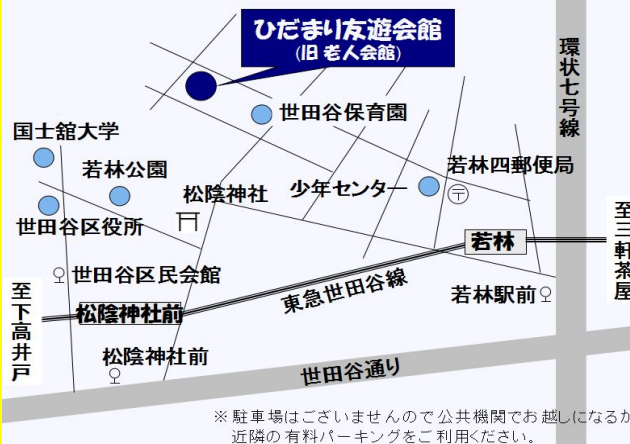 ひだまり友遊会館
(旧 老人会館)
環状七号線
世田谷保育園
国士舘大学
若林公園
若林四郵便局
松陰神社
少年センター
〒
世田谷区役所
若林
至三軒茶屋
世田谷区民会館
東急世田谷線
若林駅前
至下高井戸
松陰神社前
松陰神社前
世田谷通り
※ 駐車場はございませんので公共機関でお越しになるか
近隣の有料パーキングをご利用ください。